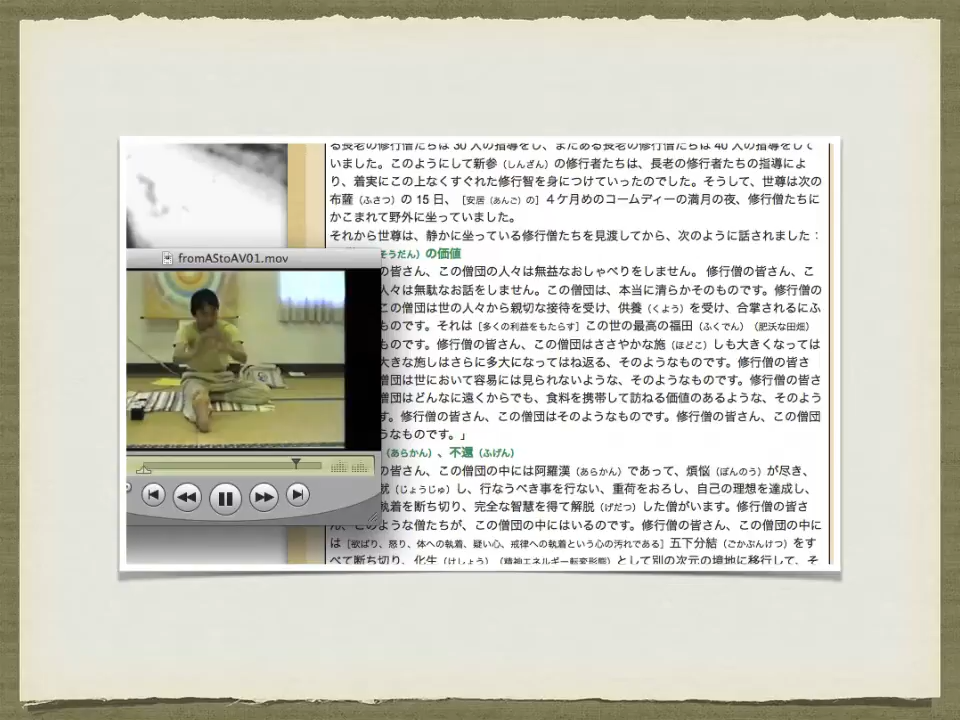 る長老の修行僧たちは 30 人の指導をし、またある長老の修行僧たちは 40 人の指導をして
いました。このようにして新参（しんざん）の修行者たちは、長老の修行者たちの指導によ
り、着実にこの上なくすぐれた修行智を身につけていったのでした。そうして、世尊は次の
布薩（ふさつ）の 15 日、［安居（あんご）の］４ケ月めのコームディーの満月の夜、修行僧たちに
かこまれて野外に坐っていました。
それから世尊は、静かに坐っている修行僧たちを見渡してから、次のように話されました：
そうだん）の価値
fromAStoAV01.mov
の皆さん、この僧団の人々は無益なおしゃべりをしません。 修行僧の皆さん、こ
人々は無駄なお話をしません。この僧団は、本当に清らかそのものです。修行僧の
この僧団は世の人々から親切な接待を受け、供養（くよう）を受け、合掌されるにふ
ものです。それは［多くの利益をもたらす］この世の最高の福田（ふくでん）（肥沃な田畑）
ものです。修行僧の皆さん、この僧団はささやかな施（ほどこ）しも大きくなっては
大きな施しはさらに多大になってはね返る、そのようなものです。修行僧の皆さ
僧団は世において容易には見られないような、そのようなものです。修行僧の皆さ
僧団はどんなに遠くからでも、食料を携帯して訪ねる価値のあるような、そのよう
す。修行僧の皆さん、この僧団はそのようなものです。修行僧の皆さん、この僧団
うなものです。」
（あらかん）、不還（ふげん）
の皆さん、この僧団の中には阿羅漢（あらかん）であって、煩悩（ぼんのう）が尽き、
就（じょうじゅ）し、行なうべき事を行ない、重荷をおろし、自己の理想を達成し、
執着を断ち切り、完全な智慧を得て解脱（げだつ）した僧がいます。修行僧の皆さ
ん、このような僧たちが、この僧団の中にはいるのです。修行僧の皆さん、この僧団の中に
は［欲ばり、怒り、体への執着、疑い心、戒律への執着という心の汚れである］五下分結（ごかぶんけつ）をす
べて断ち切り、化生（けしょう）（精神エネルギー転変形態）として別の次元の境地に移行して、そ